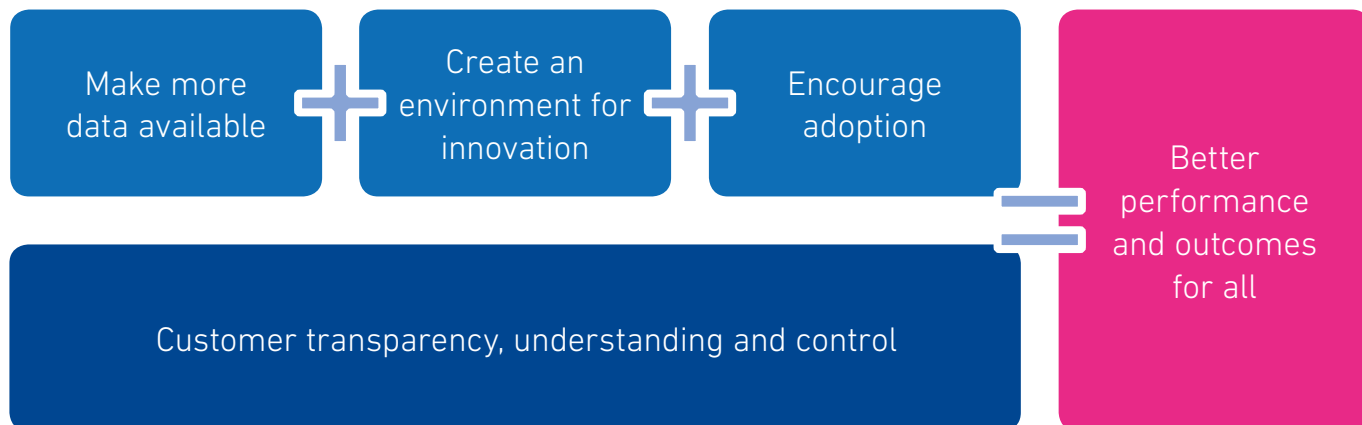 Make more
data available
Create an
environment for
innovation
Encourage
adoption
Better
performance
and outcomes
for all
Customer transparency, understanding and control